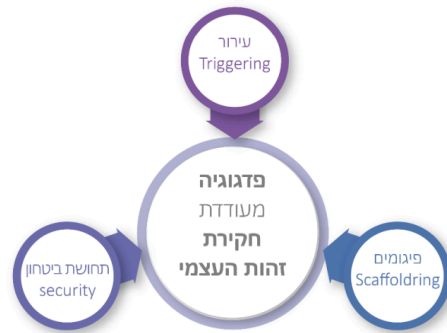 עירור
Triggering
פדגוגיה
מעודדת
חקירת
זהות העצמי
תחושת ביטחון
security
פיגומים
Scaffoldring